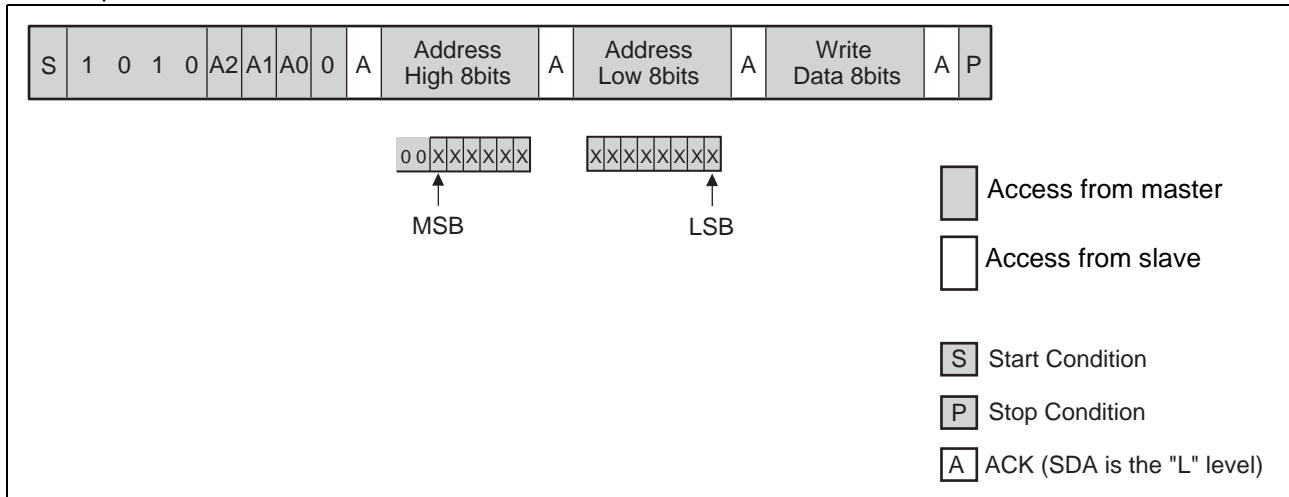 S 1 0 1 0 A2 A1 A0 0 A Address High 8bits A Address Low 8bits A Write Data 8bits A P
0 0 X X X X X X X X X X X X X X
MSB LSB
Access from master
Access from slave
S Start Condition
P Stop Condition
A ACK (SDA is the "L" level)